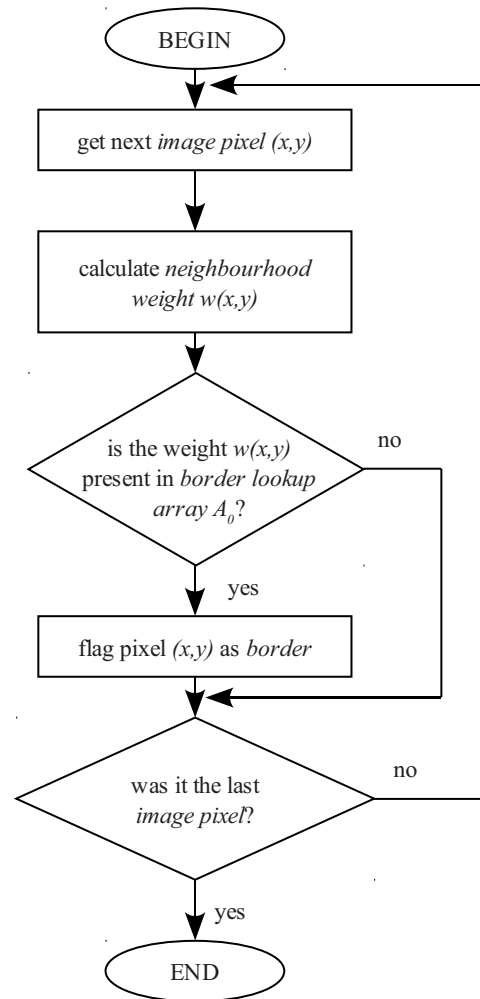 BEGIN
get next image pixel (x,y)
calculate neighbourhood
weight w(x,y)
is the weight w(x,y)
present in border lookup
array A₀?
no
yes
flag pixel (x,y) as border
was it the last
image pixel?
no
yes
END